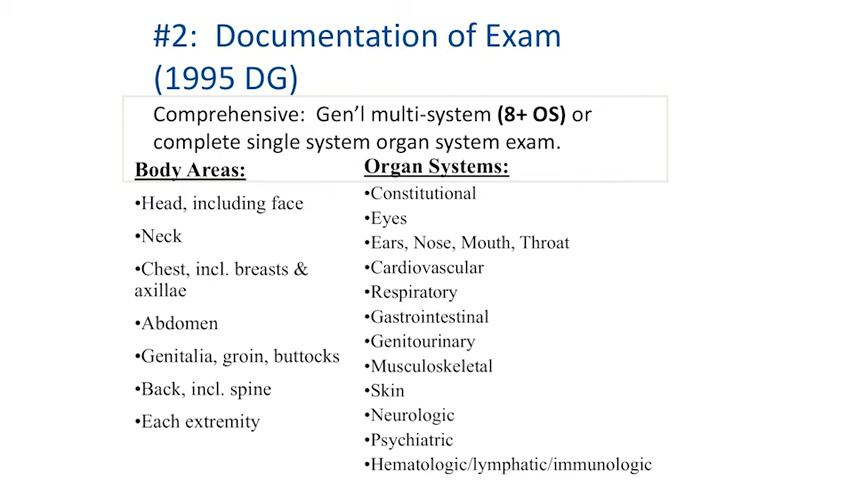 #2: Documentation of Exam
(1995 DG)
Comprehensive: Gen'l multi-system (8+ OS) or
complete single system organ system exam.
Body Areas:
•Head, including face
•Neck
•Chest, incl. breasts &
axillae
•Abdomen
•Genitalia, groin, buttocks
•Back, incl. spine
•Each extremity
Organ Systems:
•Constitutional
•Eyes
•Ears, Nose, Mouth, Throat
•Cardiovascular
•Respiratory
•Gastrointestinal
•Genitourinary
•Musculoskeletal
•Skin
•Neurologic
•Psychiatric
•Hematologic/lymphatic/immunologic